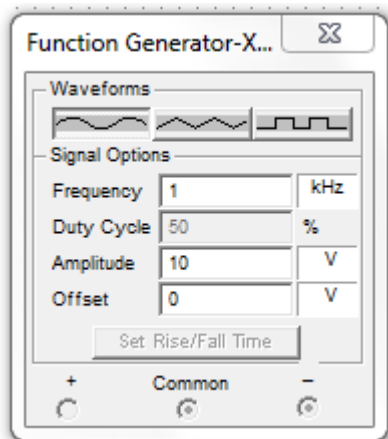 Function Generator-X...
Waveforms
Signal Options
Frequency 1 kHz
Duty Cycle 50 %
Amplitude 10 V
Offset 0 V
Set Rise/Fall Time
+ Common −